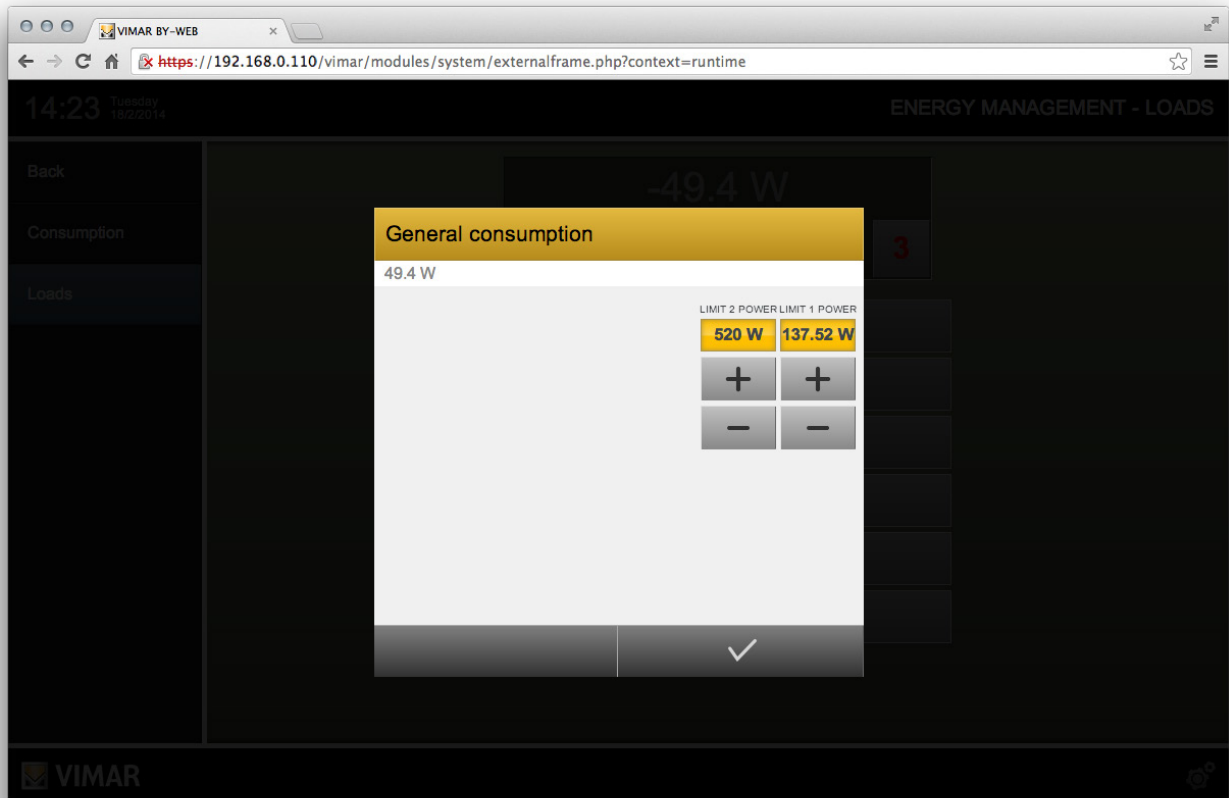 VIMAR BY-WEB
https://192.168.0.110/vimar/modules/system/externalframe.php?context=runtime
14:23 Tuesday
18/2/2014
ENERGY MANAGEMENT - LOADS
Back
Consumption
Loads
-49.4 W
3
General consumption
49.4 W
LIMIT 2 POWER LIMIT 1 POWER
520 W 137.52 W
+ +
− −
VIMAR